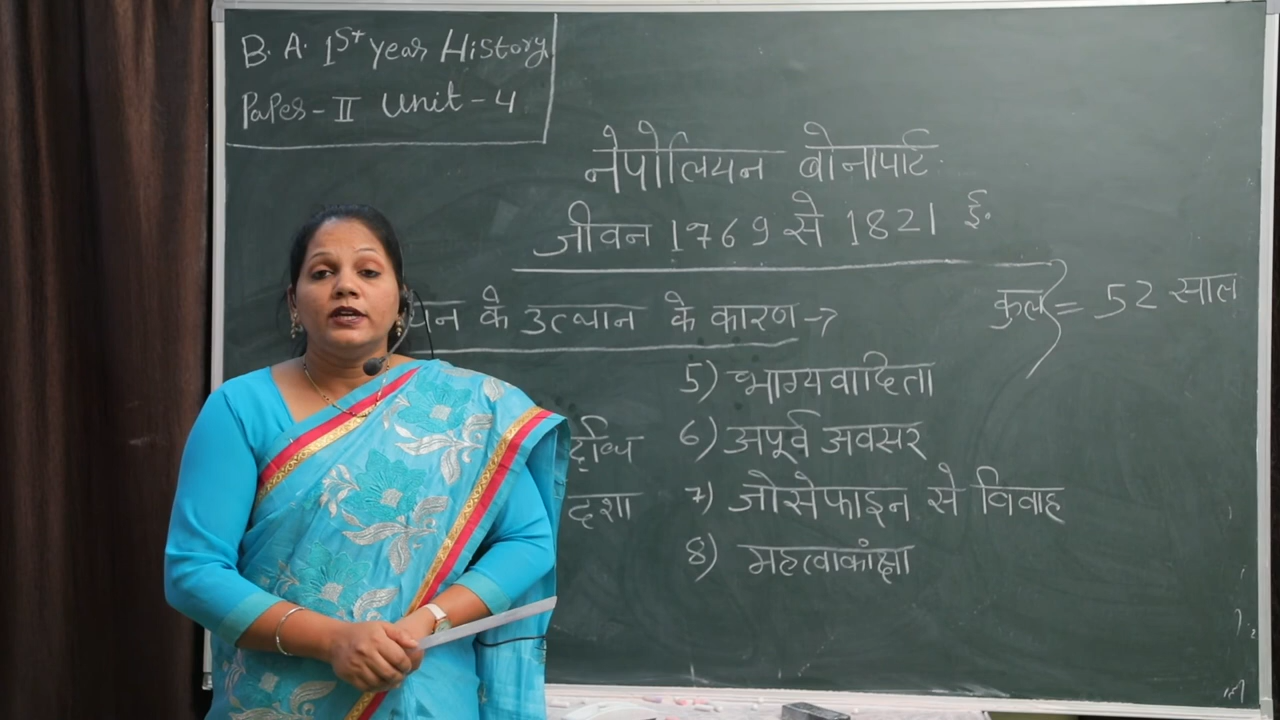 B. A. 1st year History
Paper-II Unit-4
नेपोलियन बोनापार्ट
जीवन 1769 से 1821 ई.
कुल = 52 साल
के उत्थान के कारण →
5) भाग्यवादिता
6) अपूर्व अवसर
दशा 7) जोसेफाइन से विवाह
8) महत्वाकांक्षा